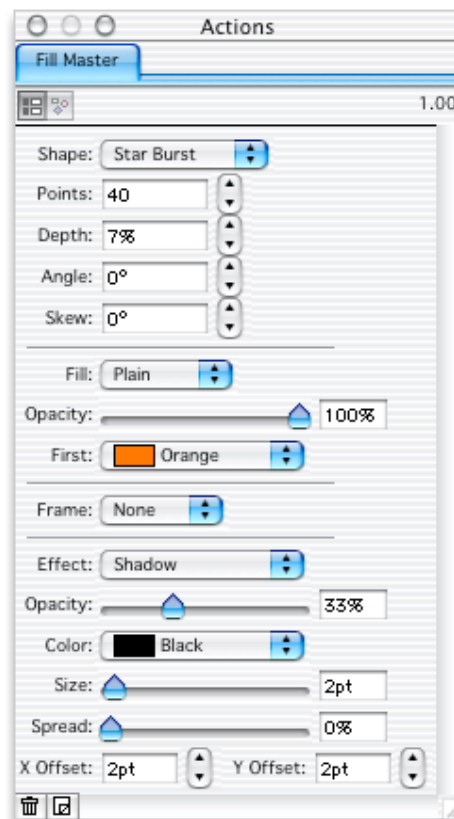 Actions
Fill Master
1.00
Shape: Star Burst
Points: 40
Depth: 7%
Angle: 0°
Skew: 0°
Fill: Plain
Opacity: 100%
First: Orange
Frame: None
Effect: Shadow
Opacity: 33%
Color: Black
Size: 2pt
Spread: 0%
X Offset: 2pt Y Offset: 2pt